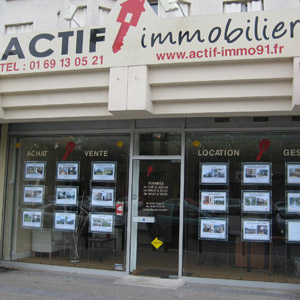 ACTIF immobilier
www.actif-immo91.fr
TEL : 01 69 13 05 21
ACHAT VENTE LOCATION GES